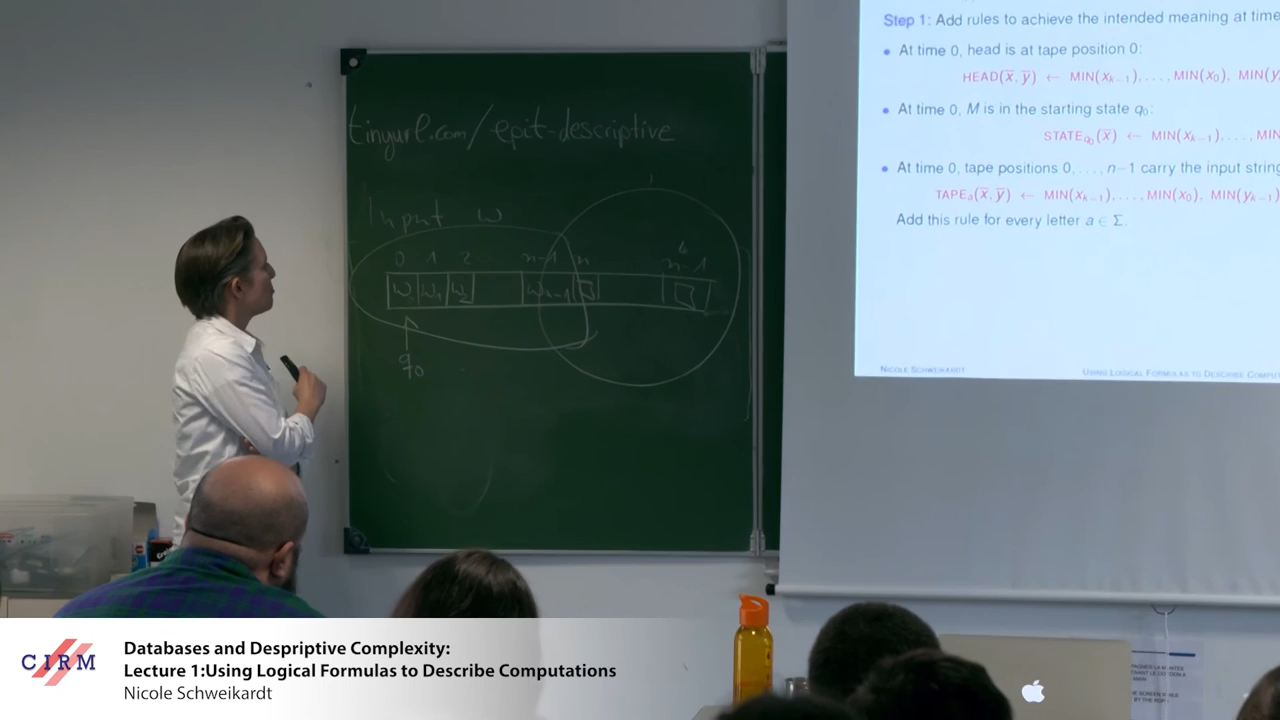 tinyurl.com/epit-descriptive
Input w
0 1 2 n-1 n n^k-1
w₀ w₁ w₂ wₙ₋₁ □ □
q₀
Step 1: Add rules to achieve the intended meaning at time
• At time 0, head is at tape position 0:
HEAD(x̄, ȳ) ← MIN(xₖ₋₁), . . . , MIN(x₀), MIN(y
• At time 0, M is in the starting state q₀:
STATE_q₀(x̄) ← MIN(xₖ₋₁), . . . , MIN
• At time 0, tape positions 0, . . . , n−1 carry the input string
TAPEₐ(x̄, ȳ) ← MIN(xₖ₋₁), . . . , MIN(x₀), MIN(yₖ₋₁)
Add this rule for every letter a ∈ Σ.
NICOLE SCHWEIKARDT USING LOGICAL FORMULAS TO DESCRIBE COMPUT
CIRM
Databases and Despriptive Complexity:
Lecture 1:Using Logical Formulas to Describe Computations
Nicole Schweikardt